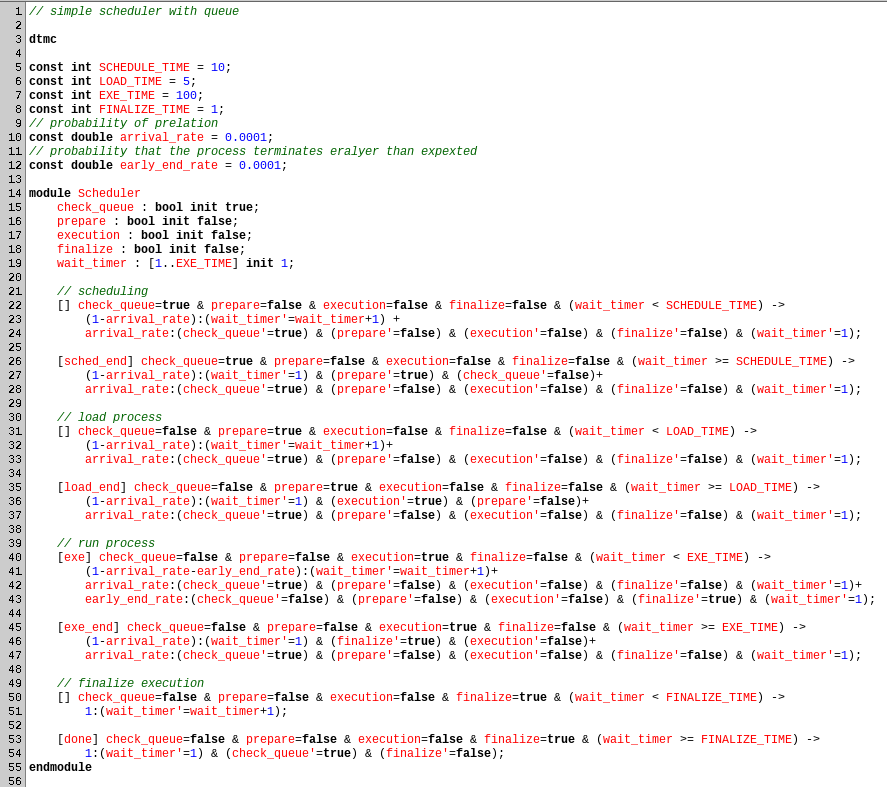 1 // simple scheduler with queue
2
3 dtmc
4
5 const int SCHEDULE_TIME = 10;
6 const int LOAD_TIME = 5;
7 const int EXE_TIME = 100;
8 const int FINALIZE_TIME = 1;
9 // probability of prelation
10 const double arrival_rate = 0.0001;
11 // probability that the process terminates eralyer than expexted
12 const double early_end_rate = 0.0001;
13
14 module Scheduler
15     check_queue : bool init true;
16     prepare : bool init false;
17     execution : bool init false;
18     finalize : bool init false;
19     wait_timer : [1..EXE_TIME] init 1;
20
21     // scheduling
22     [] check_queue=true & prepare=false & execution=false & finalize=false & (wait_timer < SCHEDULE_TIME) ->
23         (1-arrival_rate):(wait_timer'=wait_timer+1) +
24         arrival_rate:(check_queue'=true) & (prepare'=false) & (execution'=false) & (finalize'=false) & (wait_timer'=1);
25
26     [sched_end] check_queue=true & prepare=false & execution=false & finalize=false & (wait_timer >= SCHEDULE_TIME) ->
27         (1-arrival_rate):(wait_timer'=1) & (prepare'=true) & (check_queue'=false)+
28         arrival_rate:(check_queue'=true) & (prepare'=false) & (execution'=false) & (finalize'=false) & (wait_timer'=1);
29
30     // load process
31     [] check_queue=false & prepare=true & execution=false & finalize=false & (wait_timer < LOAD_TIME) ->
32         (1-arrival_rate):(wait_timer'=wait_timer+1)+
33         arrival_rate:(check_queue'=true) & (prepare'=false) & (execution'=false) & (finalize'=false) & (wait_timer'=1);
34
35     [load_end] check_queue=false & prepare=true & execution=false & finalize=false & (wait_timer >= LOAD_TIME) ->
36         (1-arrival_rate):(wait_timer'=1) & (execution'=true) & (prepare'=false)+
37         arrival_rate:(check_queue'=true) & (prepare'=false) & (execution'=false) & (finalize'=false) & (wait_timer'=1);
38
39     // run process
40     [exe] check_queue=false & prepare=false & execution=true & finalize=false & (wait_timer < EXE_TIME) ->
41         (1-arrival_rate-early_end_rate):(wait_timer'=wait_timer+1)+
42         arrival_rate:(check_queue'=true) & (prepare'=false) & (execution'=false) & (finalize'=false) & (wait_timer'=1)+
43         early_end_rate:(check_queue'=false) & (prepare'=false) & (execution'=false) & (finalize'=true) & (wait_timer'=1);
44
45     [exe_end] check_queue=false & prepare=false & execution=true & finalize=false & (wait_timer >= EXE_TIME) ->
46         (1-arrival_rate):(wait_timer'=1) & (finalize'=true) & (execution'=false)+
47         arrival_rate:(check_queue'=true) & (prepare'=false) & (execution'=false) & (finalize'=false) & (wait_timer'=1);
48
49     // finalize execution
50     [] check_queue=false & prepare=false & execution=false & finalize=true & (wait_timer < FINALIZE_TIME) ->
51         1:(wait_timer'=wait_timer+1);
52
53     [done] check_queue=false & prepare=false & execution=false & finalize=true & (wait_timer >= FINALIZE_TIME) ->
54         1:(wait_timer'=1) & (check_queue'=true) & (finalize'=false);
55 endmodule
56